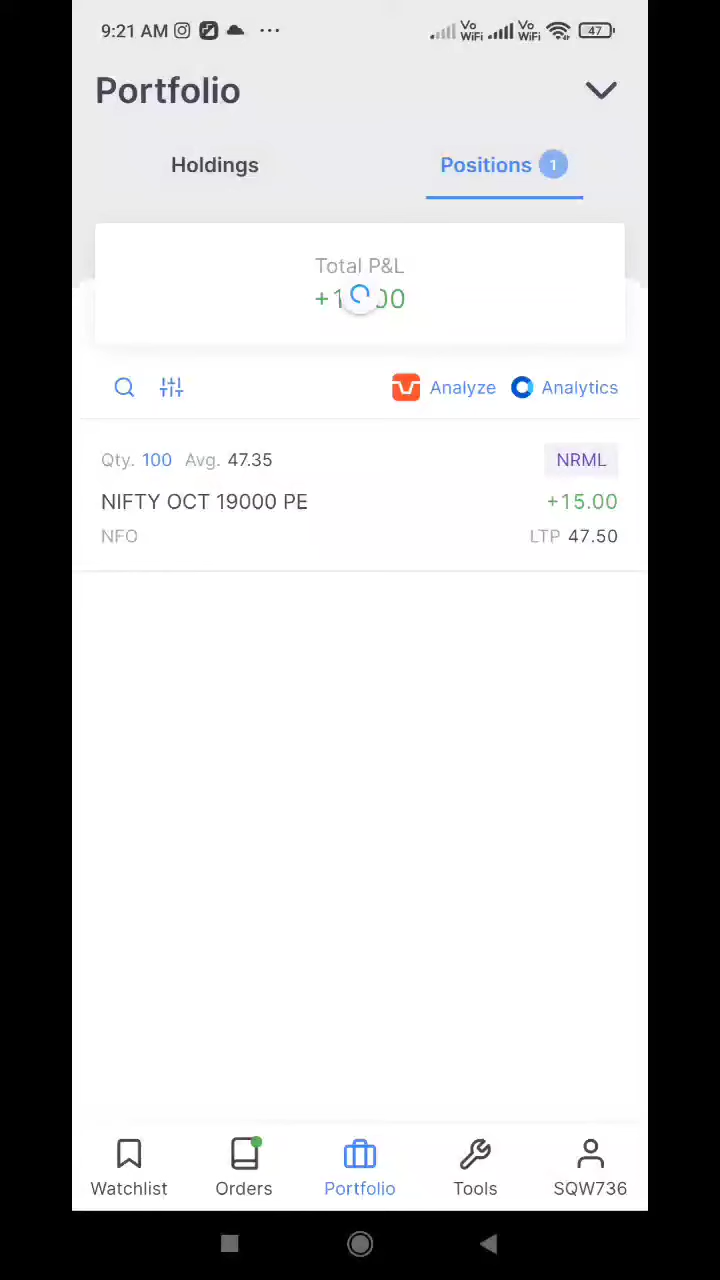 9:21 AM ... Vo WiFi Vo WiFi 47
Portfolio
Holdings Positions 1
Total P&L
Analyze Analytics
Qty. 100 Avg. 47.35 NRML
NIFTY OCT 19000 PE +15.00
NFO LTP 47.50
Watchlist Orders Portfolio Tools SQW736